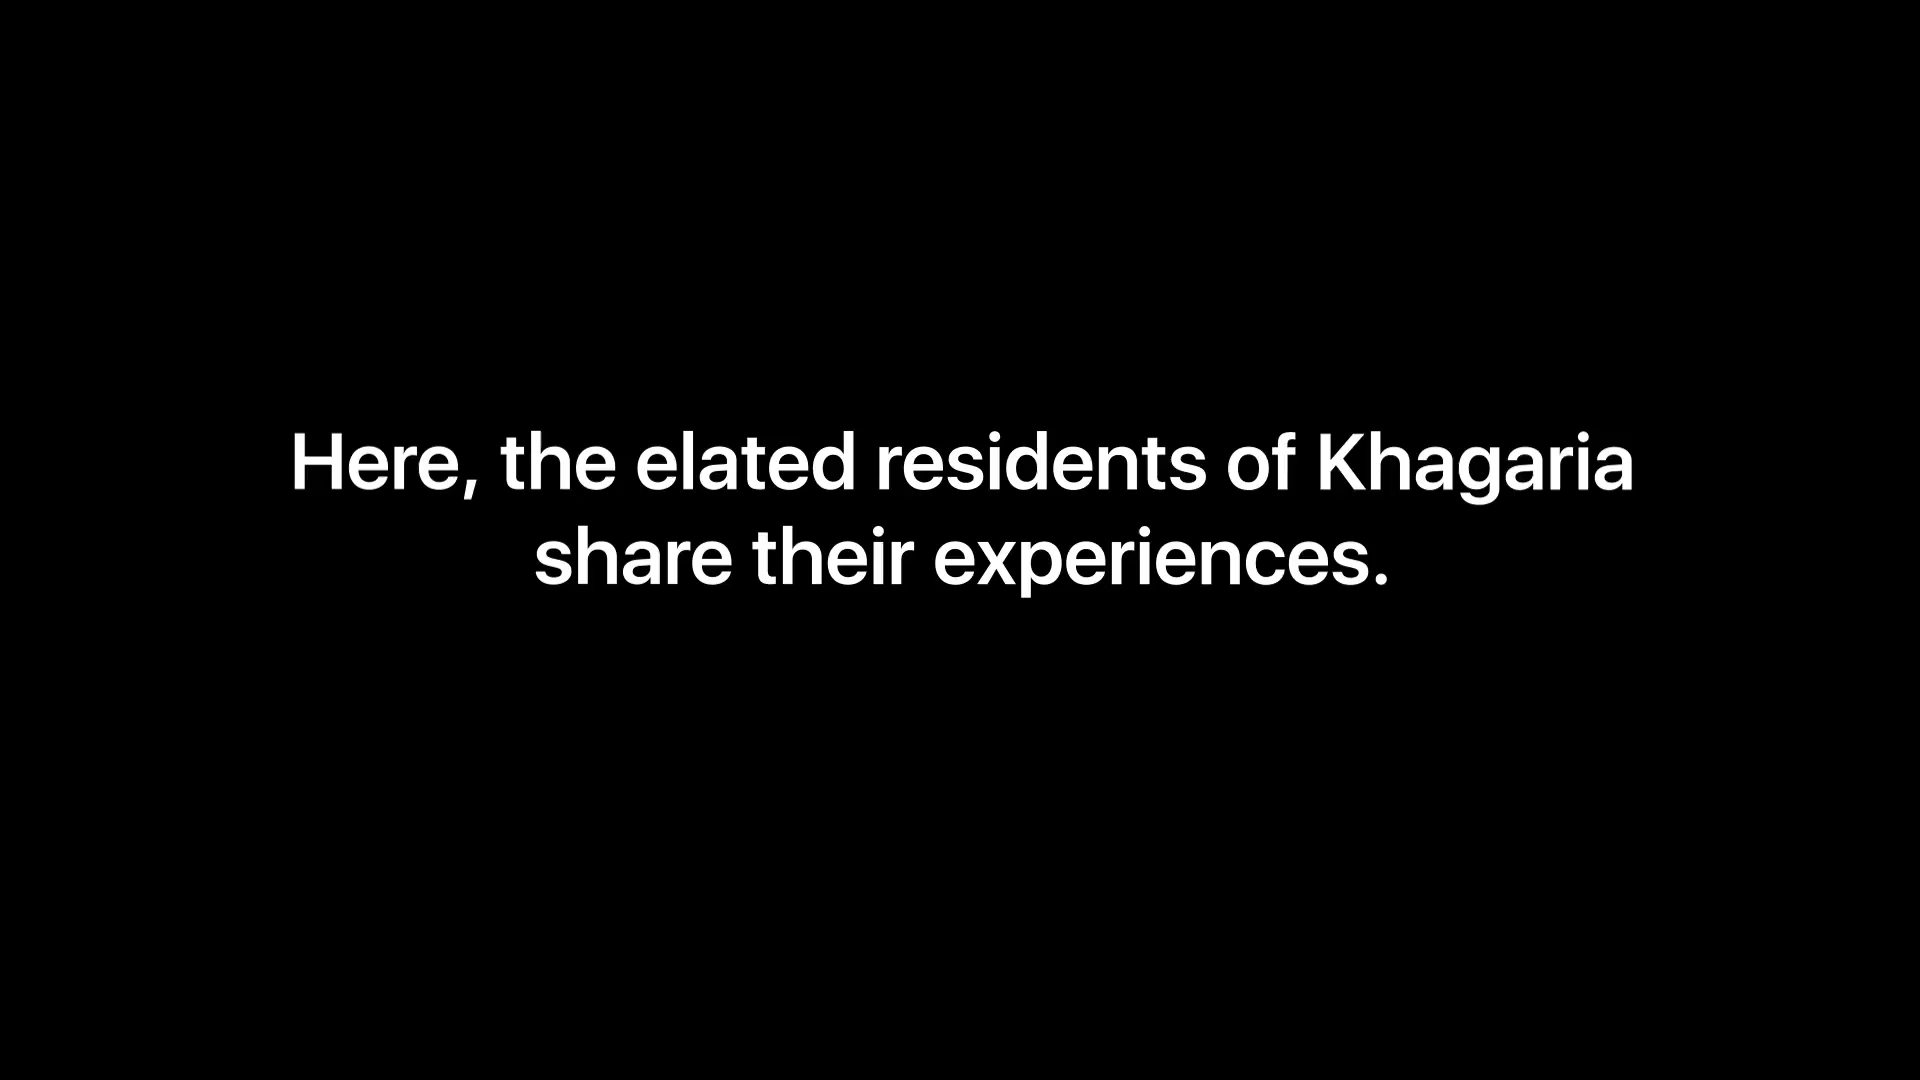 Here, the elated residents of Khagaria
share their experiences.